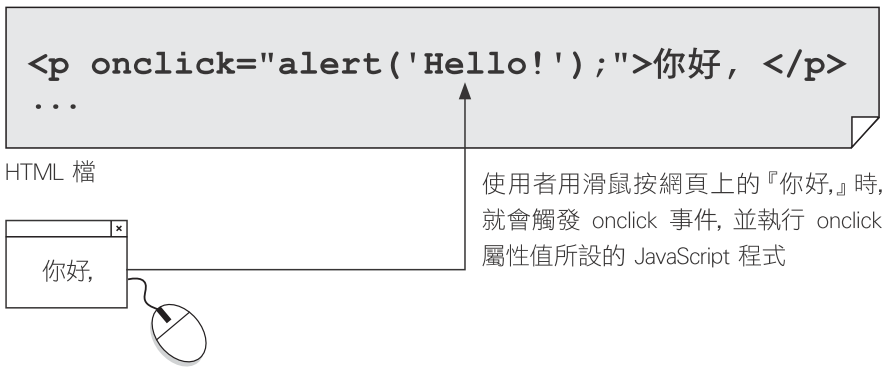 <p onclick="alert('Hello!');">你好, </p>
...
HTML 檔
使用者用滑鼠按網頁上的『你好,』時,
就會觸發 onclick 事件, 並執行 onclick
屬性值所設的 JavaScript 程式
×
你好,